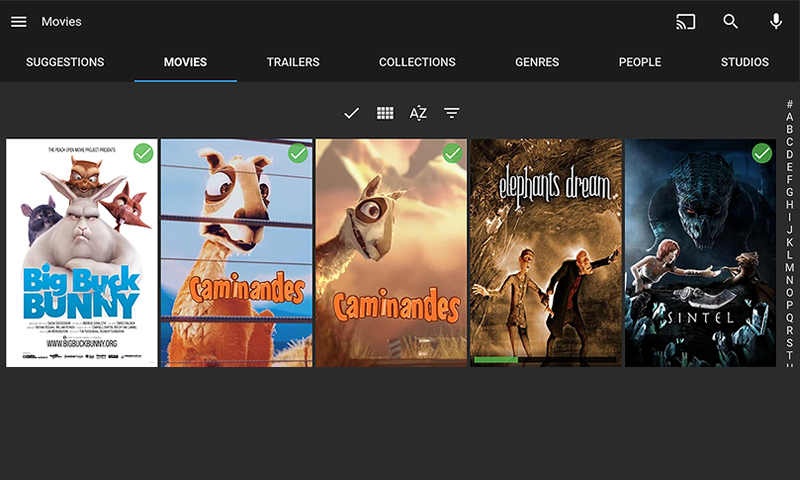 Movies
SUGGESTIONS
MOVIES
TRAILERS
COLLECTIONS
GENRES
PEOPLE
STUDIOS
AZ
#
A
B
C
D
E
F
G
H
I
J
K
L
M
N
O
P
Q
R
S
T
U
THE PEACH OPEN MOVIE PROJECT PRESENTS
Big Buck
BUNNY
WWW.BIGBUCKBUNNY.ORG
Caminandes
Caminandes
elephants dream
SINTEL